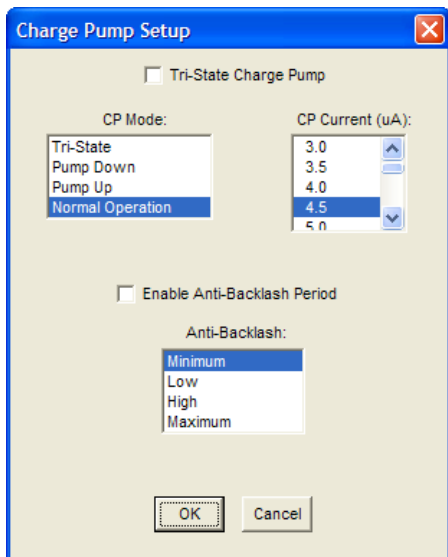 Charge Pump Setup
Tri-State Charge Pump
CP Mode:
CP Current (uA):
Tri-State
Pump Down
Pump Up
Normal Operation
3.0
3.5
4.0
4.5
5.0
Enable Anti-Backlash Period
Anti-Backlash:
Minimum
Low
High
Maximum
OK
Cancel